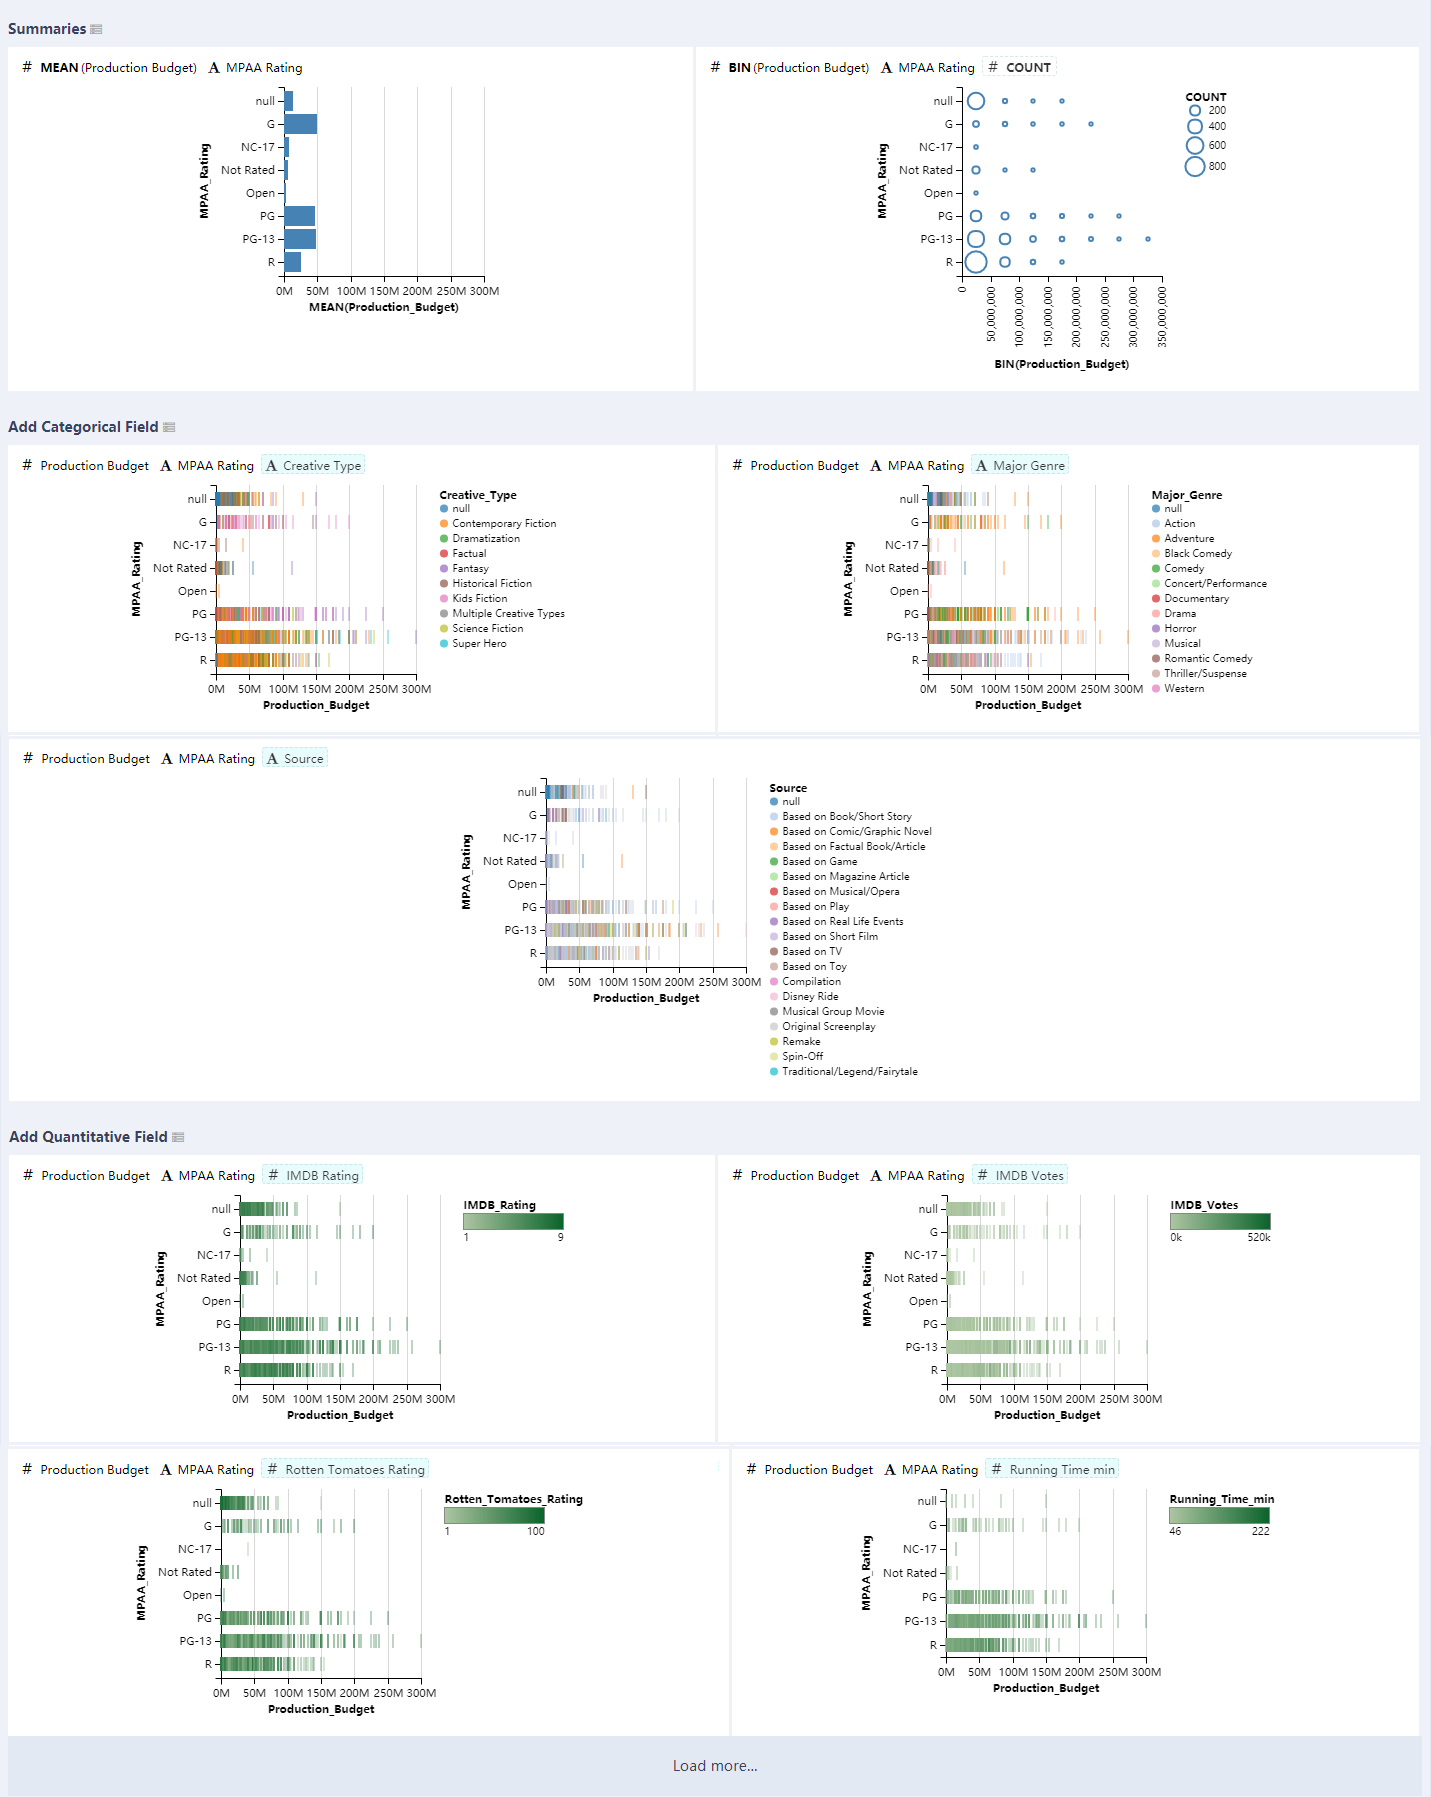 Summaries
# MEAN (Production Budget) A MPAA Rating
MPAA_Rating
null
G
NC-17
Not Rated
Open
PG
PG-13
R
0M 50M 100M 150M 200M 250M 300M
MEAN(Production_Budget)
# BIN (Production Budget) A MPAA Rating # COUNT
MPAA_Rating
null
G
NC-17
Not Rated
Open
PG
PG-13
R
0 50,000,000 100,000,000 150,000,000 200,000,000 250,000,000 300,000,000 350,000,000
BIN(Production_Budget)
COUNT
200
400
600
800
Add Categorical Field
# Production Budget A MPAA Rating A Creative Type
MPAA_Rating
null
G
NC-17
Not Rated
Open
PG
PG-13
R
0M 50M 100M 150M 200M 250M 300M
Production_Budget
Creative_Type
null
Contemporary Fiction
Dramatization
Factual
Fantasy
Historical Fiction
Kids Fiction
Multiple Creative Types
Science Fiction
Super Hero
# Production Budget A MPAA Rating A Major Genre
MPAA_Rating
null
G
NC-17
Not Rated
Open
PG
PG-13
R
0M 50M 100M 150M 200M 250M 300M
Production_Budget
Major_Genre
null
Action
Adventure
Black Comedy
Comedy
Concert/Performance
Documentary
Drama
Horror
Musical
Romantic Comedy
Thriller/Suspense
Western
# Production Budget A MPAA Rating A Source
MPAA_Rating
null
G
NC-17
Not Rated
Open
PG
PG-13
R
0M 50M 100M 150M 200M 250M 300M
Production_Budget
Source
null
Based on Book/Short Story
Based on Comic/Graphic Novel
Based on Factual Book/Article
Based on Game
Based on Magazine Article
Based on Musical/Opera
Based on Play
Based on Real Life Events
Based on Short Film
Based on TV
Based on Toy
Compilation
Disney Ride
Musical Group Movie
Original Screenplay
Remake
Spin-Off
Traditional/Legend/Fairytale
Add Quantitative Field
# Production Budget A MPAA Rating # IMDB Rating
MPAA_Rating
null
G
NC-17
Not Rated
Open
PG
PG-13
R
0M 50M 100M 150M 200M 250M 300M
Production_Budget
IMDB_Rating
1 9
# Production Budget A MPAA Rating # IMDB Votes
MPAA_Rating
null
G
NC-17
Not Rated
Open
PG
PG-13
R
0M 50M 100M 150M 200M 250M 300M
Production_Budget
IMDB_Votes
0k 520k
# Production Budget A MPAA Rating # Rotten Tomatoes Rating
MPAA_Rating
null
G
NC-17
Not Rated
Open
PG
PG-13
R
0M 50M 100M 150M 200M 250M 300M
Production_Budget
Rotten_Tomatoes_Rating
1 100
# Production Budget A MPAA Rating # Running Time min
MPAA_Rating
null
G
NC-17
Not Rated
PG
PG-13
R
0M 50M 100M 150M 200M 250M 300M
Production_Budget
Running_Time_min
46 222
Load more...